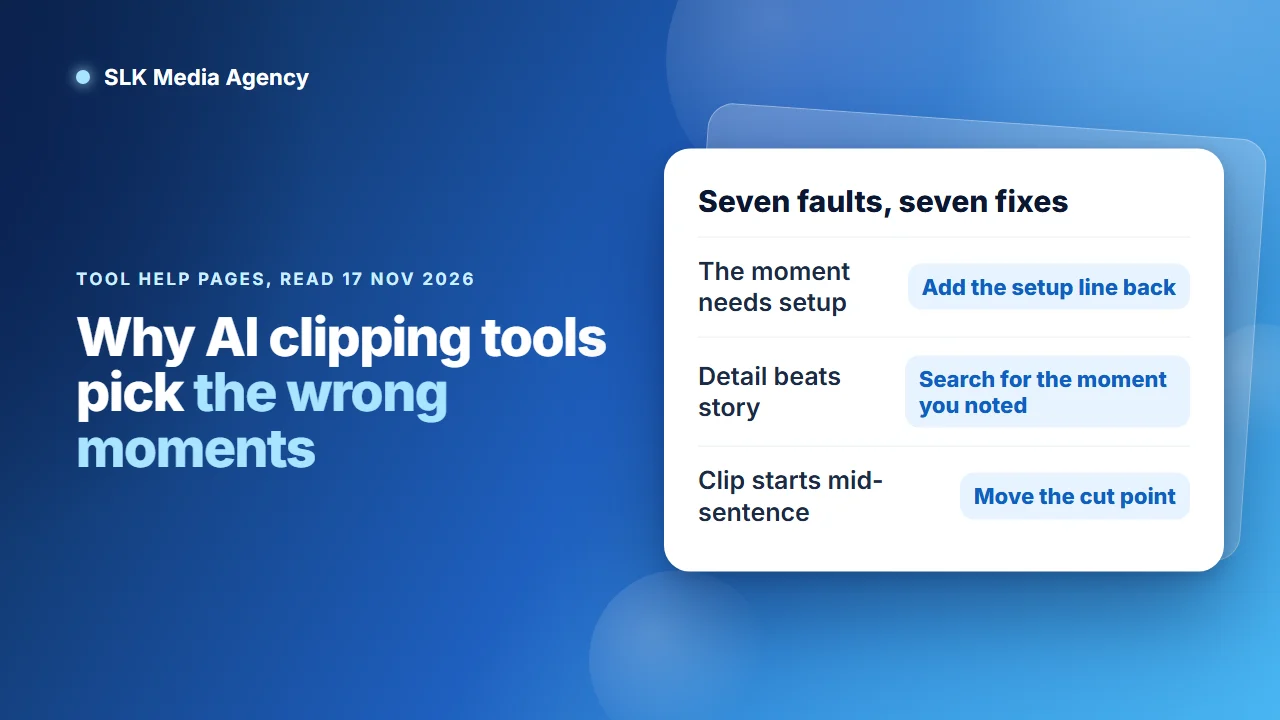 SLK Media Agency
TOOL HELP PAGES, READ 17 NOV 2026
Why AI clipping tools
pick the wrong
moments
Seven faults, seven fixes
The moment
needs setup
Add the setup line back
Detail beats
story
Search for the moment
you noted
Clip starts mid-
sentence
Move the cut point